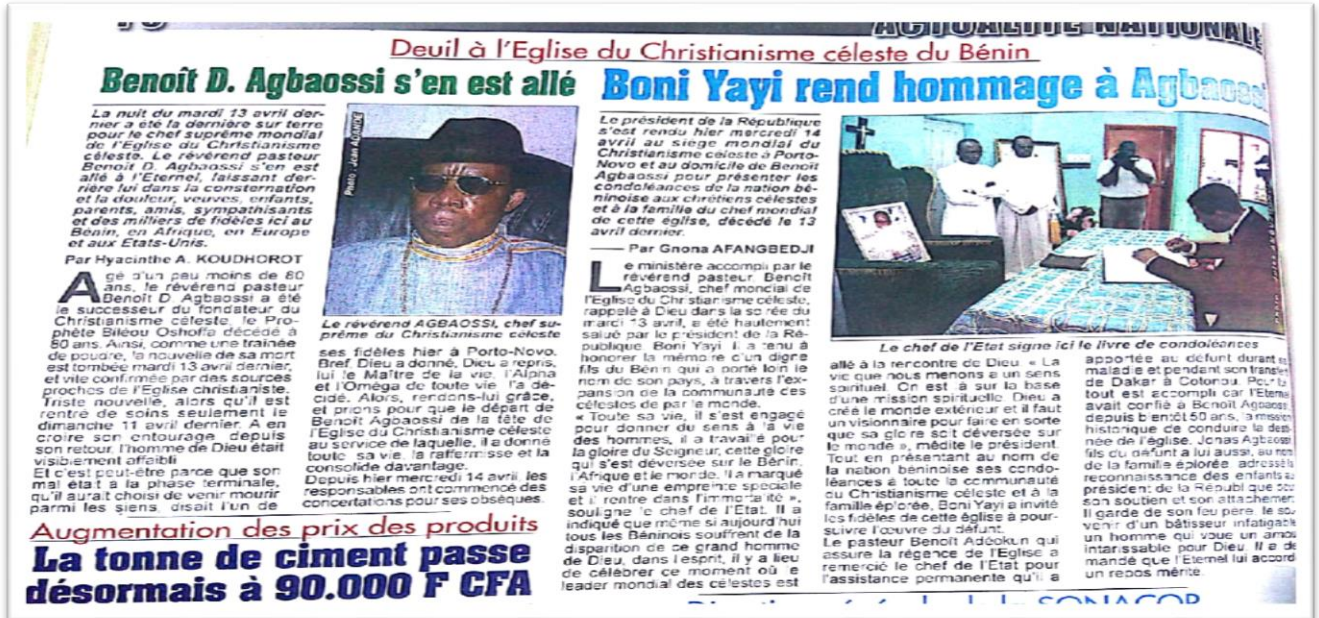 ACTUALITE NATIONALE
Deuil à l'Eglise du Christianisme céleste du Bénin
Benoît D. Agbaossi s'en est allé
La nuit du mardi 13 avril der-
nier a été la dernière sur terre
pour le chef suprême mondial
de l'Eglise du Christianisme
céleste. Le révérend pasteur
Benoît D. Agbaossi s'en est
allé à l'Eternel, laissant der-
rière lui dans la consternation
et la douleur, veuves, enfants,
parents, amis, sympathisants
et des milliers de fidèles ici au
Bénin, en Afrique, en Europe
et aux Etats-Unis.
Par Hyacinthe A. KOUDHOROT
Agé d'un peu moins de 80
ans, le révérend pasteur
Benoît D. Agbaossi a été
le successeur du fondateur du
Christianisme céleste, le Pro-
phète Biléou Oshoffa décédé à
80 ans. Ainsi, comme une traînée
de poudre, la nouvelle de sa mort
est tombée mardi 13 avril dernier,
et vite confirmée par des sources
proches de l'Eglise christianiste.
Triste nouvelle, alors qu'il est
rentré de soins seulement le
dimanche 11 avril dernier. A en
croire son entourage depuis
son retour, l'homme de Dieu était
visiblement affaibli
Et c'est peut-être parce que son
mal était à la phase terminale,
qu'il aurait choisi de venir mourir
parmi les siens, disait l'un de
Photo : Jean
Le révérend AGBAOSSI, chef su-
prême du Christianisme céleste
ses fidèles hier à Porto-Novo.
Bref, Dieu a donné, Dieu a repris,
lui le Maître de la vie, l'Alpha
et l'Oméga de toute vie l'a dé-
cidé. Alors, rendons-lui grâce,
et prions pour que le départ de
Benoît Agbaossi de la tête de
l'Eglise du Christianisme céleste
au service de laquelle, il a donné
toute sa vie, la raffermisse et la
consolide davantage.
Depuis hier mercredi 14 avril, les
responsables ont commencé des
concertations pour ses obsèques.
Augmentation des prix des produits
La tonne de ciment passe
désormais à 90.000 F CFA
Boni Yayi rend hommage à Agbaossi
Le président de la République
s'est rendu hier mercredi 14
avril au siège mondial du
Christianisme céleste à Porto-
Novo et au domicile de Benoît
Agbaossi pour présenter les
condoléances de la nation bé-
ninoise aux chrétiens célestes
et à la famille du chef mondial
de cette église, décédé le 13
avril dernier.
Par Gnona AFANGBEDJI
Le ministère accompli par le
révérend pasteur. Benoît
Agbaossi, chef mondial de
l'Eglise du Christianisme céleste,
rappelé à Dieu dans la soirée du
mardi 13 avril, a été hautement
salué par le président de la Ré-
publique. Boni Yayi a tenu à
honorer la mémoire d'un digne
fils du Bénin qui a porté loin le
nom de son pays, à travers l'ex-
pansion de la communauté des
célestes de par le monde.
« Toute sa vie, il s'est engagé
pour donner du sens à la vie
des hommes, il a travaillé pour
la gloire du Seigneur, cette gloire
qui s'est déversée sur le Bénin,
l'Afrique et le monde. Il a marqué
sa vie d'une empreinte spéciale
et il rentre dans l'immortalité »,
souligne le chef de l'Etat. Il a
indiqué que même si aujourd'hui
tous les Béninois souffrent de la
disparition de ce grand homme
de Dieu, dans l'esprit, il y a lieu
de célébrer ce moment où e
leader mondial des célestes est
Le chef de l'Etat signe ici le livre de condoléances
allé à la rencontre de Dieu « La
vie que nous menons a un sens
spirituel. On est à sur la base
d'une mission spirituelle. Dieu a
créé le monde extérieur et il faut
un visionnaire pour faire en sorte
que sa gloire soit déversée sur
le monde », médite le président.
Tout en présentant au nom de
la nation béninoise ses condo-
léances à toute la communauté
du Christianisme céleste et à la
famille éplorée, Boni Yayi a invité
les fidèles de cette église à pour-
suivre l'œuvre du défunt.
Le pasteur Benoît Adéokun qui
assure la régence de l'Eglise a
remercié le chef de l'Etat pour
l'assistance permanente qu'il a
apportée au défunt durant sa
maladie et pendant son transfert
de Dakar à Cotonou. Pour lui
tout est accompli car l'Eternel
avait confié à Benoît Agbaossi
depuis bientôt 50 ans, la mission
historique de conduire la desti-
née de l'église. Jonas Agbaossi
fils du défunt a lui aussi, au nom
de la famille éplorée adressé la
reconnaissance des enfants au
président de la République pour
son soutien et son attachement.
Il garde de son feu père, le sou-
venir d'un bâtisseur infatigable
un homme qui voue un amour
intarissable pour Dieu. Il a de-
mandé que l'Eternel lui accorde
un repos mérité.